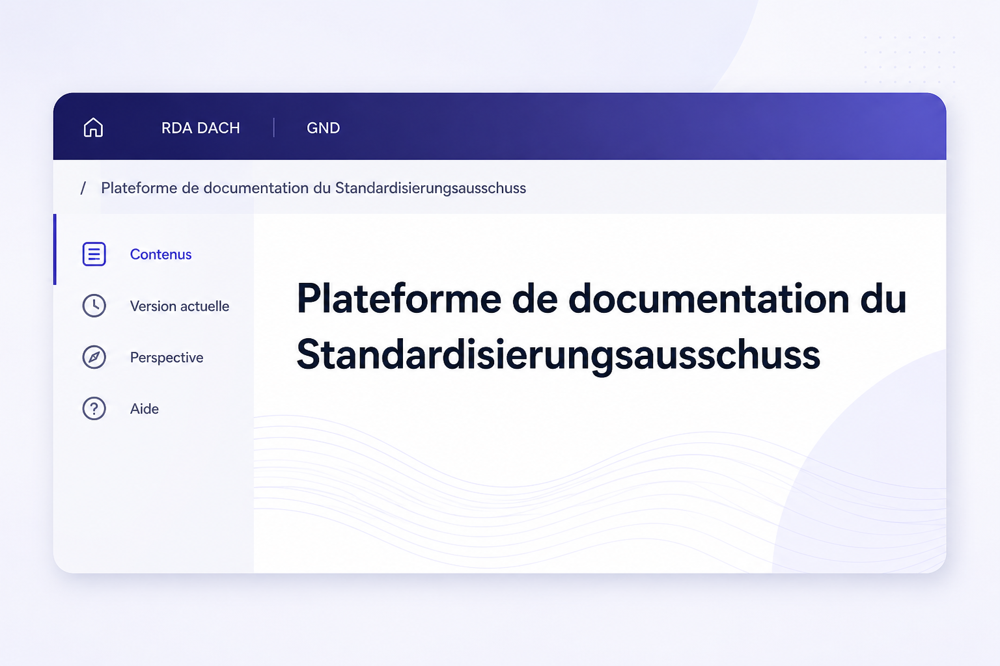 RDA DACH | GND
/ Plateforme de documentation du Standardisierungsausschuss
Contenus
Version actuelle
Perspective
Aide
Plateforme de documentation du
Standardisierungsausschuss